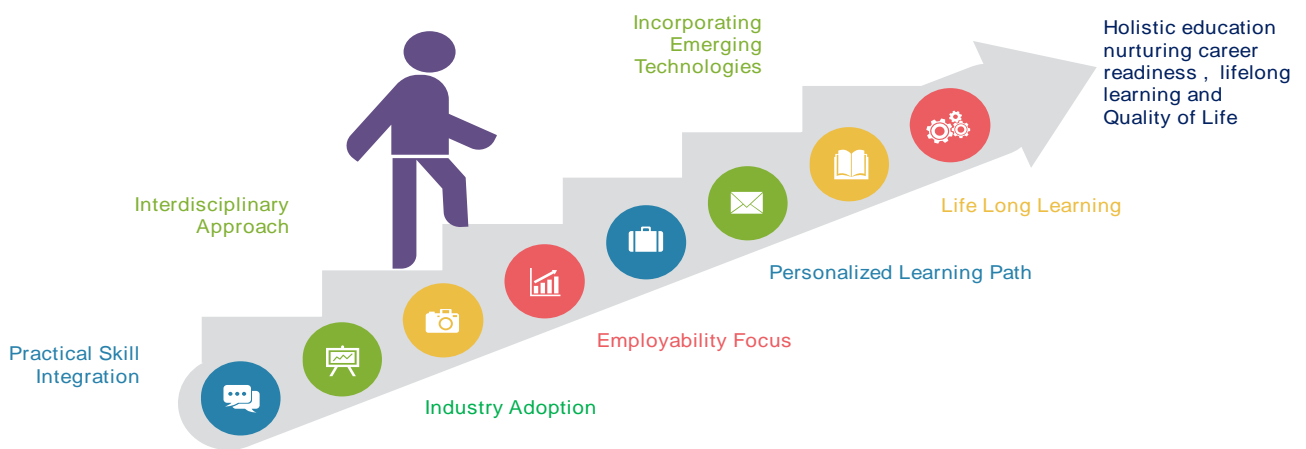 Incorporating
Emerging
Technologies
Holistic education
nurturing career
readiness , lifelong
learning and
Quality of Life
Interdisciplinary
Approach
Life Long Learning
Personalized Learning Path
Employability Focus
Practical Skill
Integration
Industry Adoption